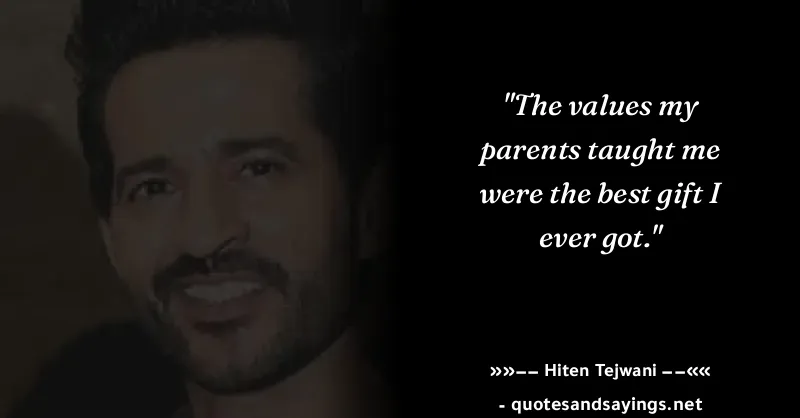 "The values my
parents taught me
were the best gift I
ever got."
»»−− Hiten Tejwani −−««
- quotesandsayings.net